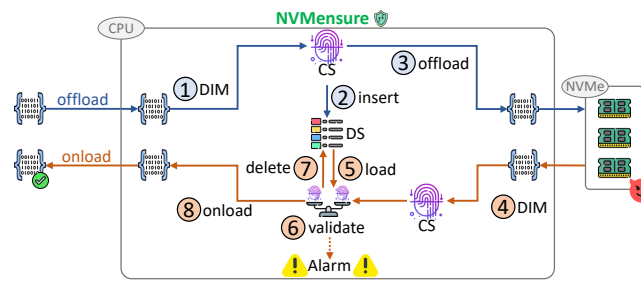 NVMensure
CPU
CS
1 DIM
3 offload
NVMe
offload
2 insert
DS
onload
delete 7
5 load
8 onload
6 validate
CS
4 DIM
Alarm